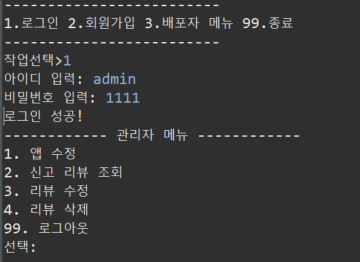 -------------------------
1.로그인 2.회원가입 3.배포자 메뉴 99.종료
-------------------------
작업선택>1
아이디 입력: admin
비밀번호 입력: 1111
로그인 성공!
------------ 관리자 메뉴 ------------
1. 앱 수정
2. 신고 리뷰 조회
3. 리뷰 수정
4. 리뷰 삭제
99. 로그아웃
선택: